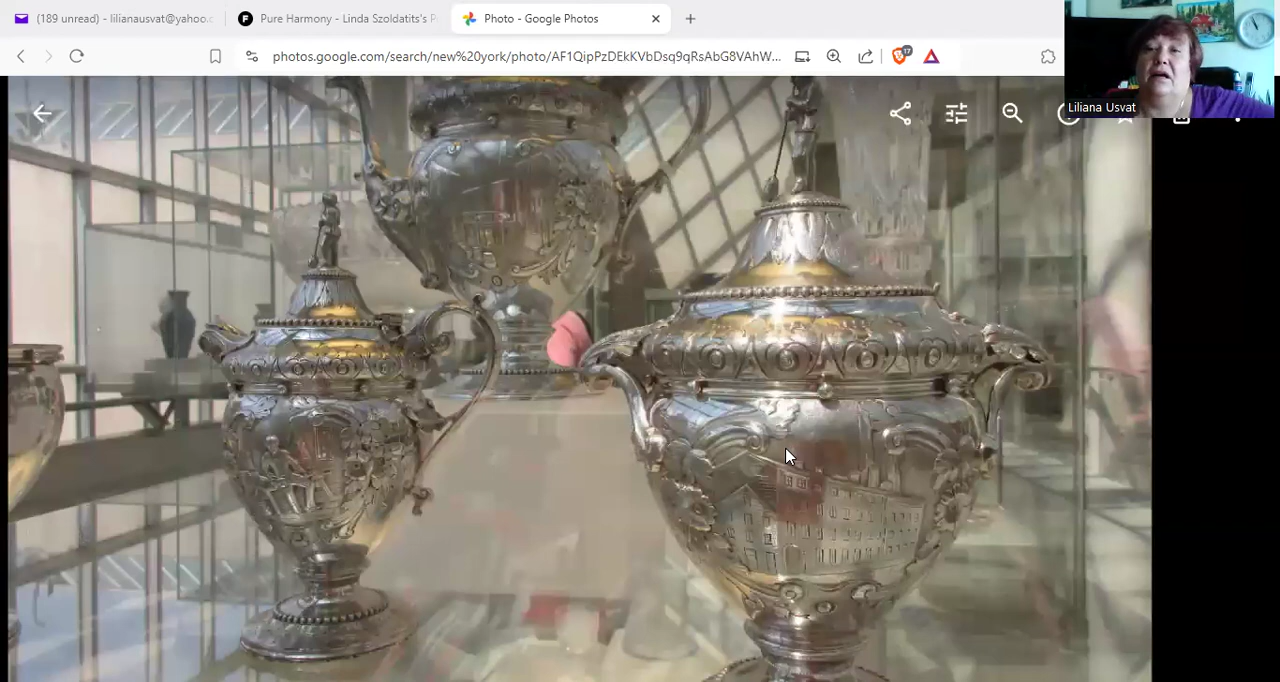 (189 unread) - lilianausvat@yahoo.c
Pure Harmony - Linda Szoldatits's P
Photo - Google Photos
photos.google.com/search/new%20york/photo/AF1QipPzDEkKVbDsq9qRsAbG8VAhW...
17
Liliana Usvat